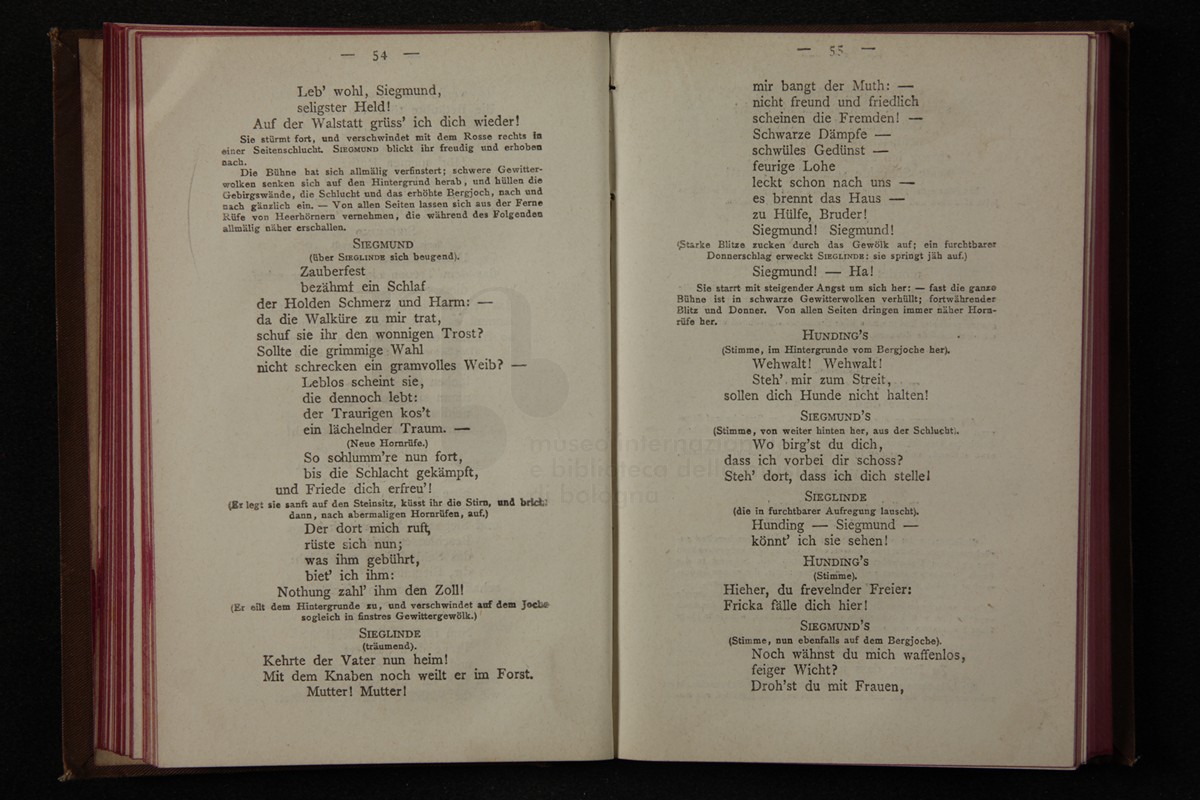 — 54 —
Leb' wohl, Siegmund,
seligster Held!
Auf der Walstatt grüss' ich dich wieder!
Sie stürmt fort, und verschwindet mit dem Rosse rechts in
einer Seitenschlucht. SIEGMUND blickt ihr freudig und erhoben
nach.
Die Bühne hat sich allmälig verfinstert; schwere Gewitter-
wolken senken sich auf den Hintergrund herab, und hüllen die
Gebirgswände, die Schlucht und das erhöhte Bergjoch, nach und
nach gänzlich ein. — Von allen Seiten lassen sich aus der Ferne
Rüfe von Heerhörnern vernehmen, die während des Folgenden
allmälig näher erschallen.
SIEGMUND
(über SIEGLINDE sich beugend).
Zauberfest
bezähmt ein Schlaf
der Holden Schmerz und Harm: —
da die Walküre zu mir trat,
schuf sie ihr den wonnigen Trost?
Sollte die grimmige Wahl
nicht schrecken ein gramvolles Weib? —
Leblos scheint sie,
die dennoch lebt:
der Traurigen kos't
ein lächelnder Traum. —
(Neue Hornrüfe.)
So schlumm're nun fort,
bis die Schlacht gekämpft,
und Friede dich erfreu'!
(Er legt sie sanft auf den Steinsitz, küsst ihr die Stirn, und bricht
dann, nach abermaligen Hornrüfen, auf.)
Der dort mich ruft,
rüste sich nun;
was ihm gebührt,
biet' ich ihm:
Nothung zahl' ihm den Zoll!
(Er eilt dem Hintergrunde zu, und verschwindet auf dem Joche
sogleich in finstres Gewittergewölk.)
SIEGLINDE
(träumend).
Kehrte der Vater nun heim!
Mit dem Knaben noch weilt er im Forst.
Mutter! Mutter!
— 55 —
mir bangt der Muth: —
nicht freund und friedlich
scheinen die Fremden! —
Schwarze Dämpfe —
schwüles Gedünst —
feurige Lohe
leckt schon nach uns —
es brennt das Haus —
zu Hülfe, Bruder!
Siegmund! Siegmund!
(Starke Blitze zucken durch das Gewölk auf; ein furchtbarer
Donnerschlag erweckt SIEGLINDE: sie springt jäh auf.)
Siegmund! — Ha!
Sie starrt mit steigender Angst um sich her: — fast die ganze
Bühne ist in schwarze Gewitterwolken verhüllt; fortwährender
Blitz und Donner. Von allen Seiten dringen immer näher Horn-
rüfe her.
HUNDING'S
(Stimme, im Hintergrunde vom Bergjoche her).
Wehwalt! Wehwalt!
Steh' mir zum Streit,
sollen dich Hunde nicht halten!
SIEGMUND'S
(Stimme, von weiter hinten her, aus der Schlucht).
Wo birg'st du dich,
dass ich vorbei dir schoss?
Steh' dort, dass ich dich stelle!
SIEGLINDE
(die in furchtbarer Aufregung lauscht).
Hunding — Siegmund —
könnt' ich sie sehen!
HUNDING'S
(Stimme).
Hieher, du frevelnder Freier:
Fricka fälle dich hier!
SIEGMUND'S
(Stimme, nun ebenfalls auf dem Bergjoche).
Noch wähnst du mich waffenlos,
feiger Wicht?
Droh'st du mit Frauen,
museo internazion
e biblioteca dell
di bologna